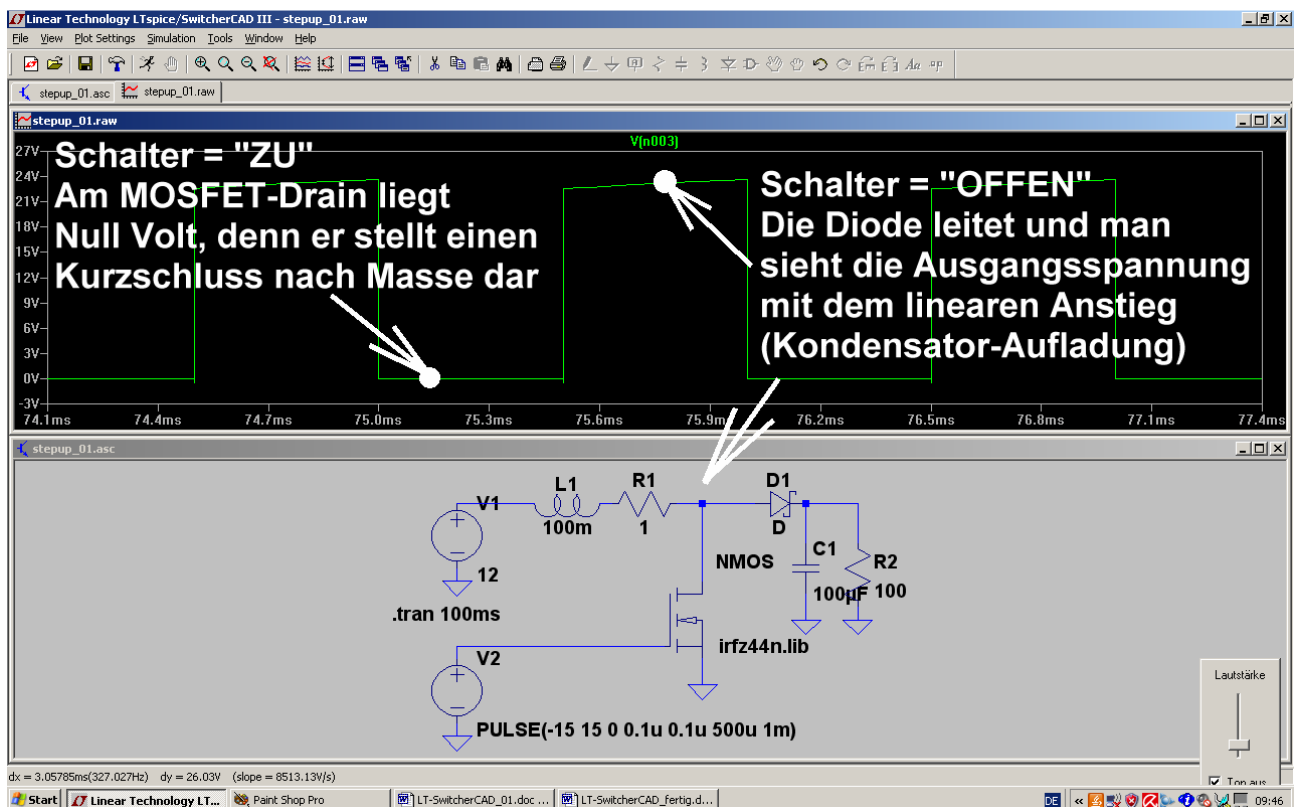 Linear Technology LTspice/SwitcherCAD III - stepup_01.raw
File View Plot Settings Simulation Tools Window Help
stepup_01.asc stepup_01.raw
stepup_01.raw
V(n003)
27V
24V
21V
18V
15V
12V
9V
6V
3V
0V
-3V
Schalter = "ZU"
Am MOSFET-Drain liegt
Null Volt, denn er stellt einen
Kurzschluss nach Masse dar
Schalter = "OFFEN"
Die Diode leitet und man
sieht die Ausgangsspannung
mit dem linearen Anstieg
(Kondensator-Aufladung)
74.1ms 74.4ms 74.7ms 75.0ms 75.3ms 75.6ms 75.9m 76.2ms 76.5ms 76.8ms 77.1ms 77.4ms
stepup_01.asc
V1
12
L1
100m
R1
1
D1
D
C1
100µF
R2
100
NMOS
irfz44n.lib
.tran 100ms
V2
PULSE(-15 15 0 0.1u 0.1u 500u 1m)
Lautstärke
Ton aus
dx = 3.05785ms(327.027Hz) dy = 26.03V (slope = 8513.13V/s)
Start Linear Technology LT... Paint Shop Pro LT-SwitcherCAD_01.doc ... LT-SwitcherCAD_fertig.d... DE « 09:46